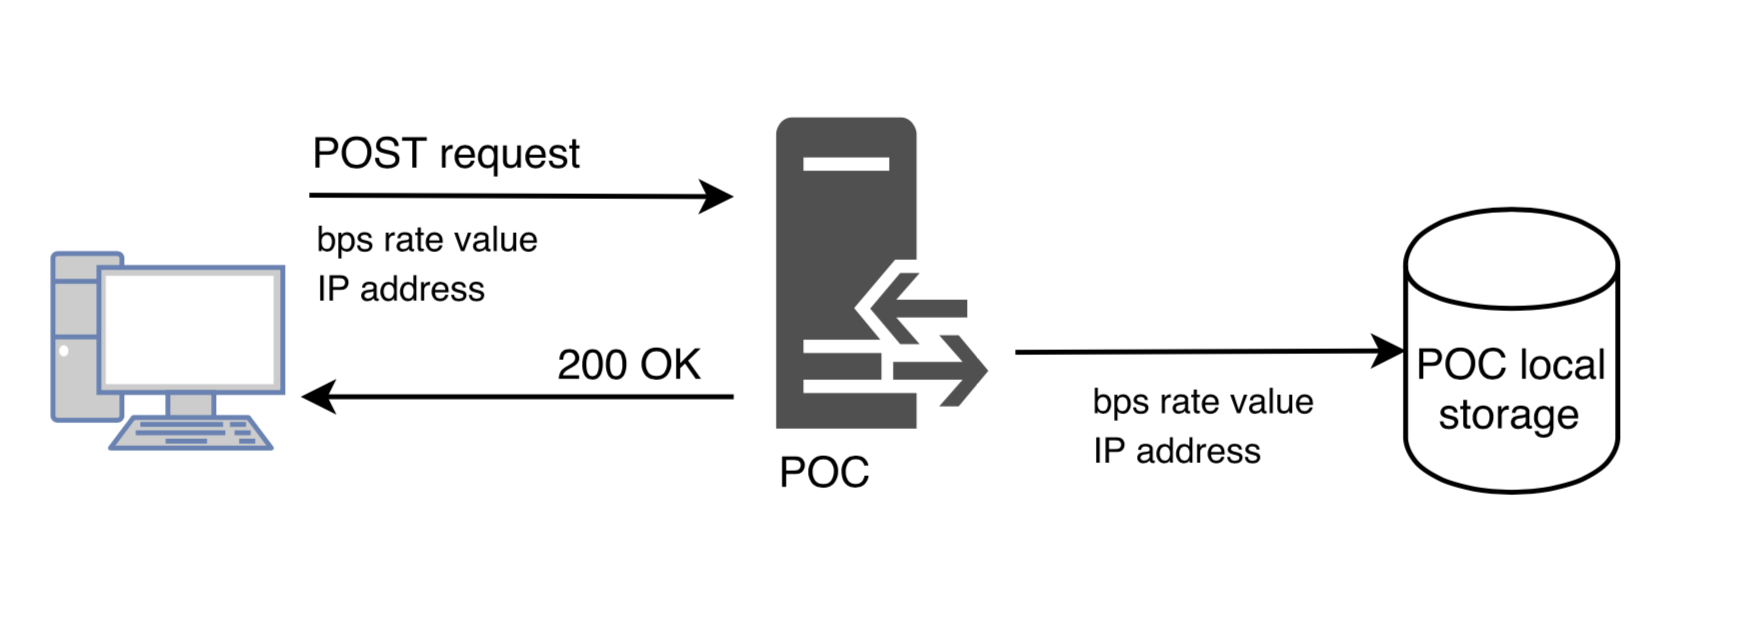 POST request
bps rate value
IP address
200 OK
POC
bps rate value
IP address
POC local
storage